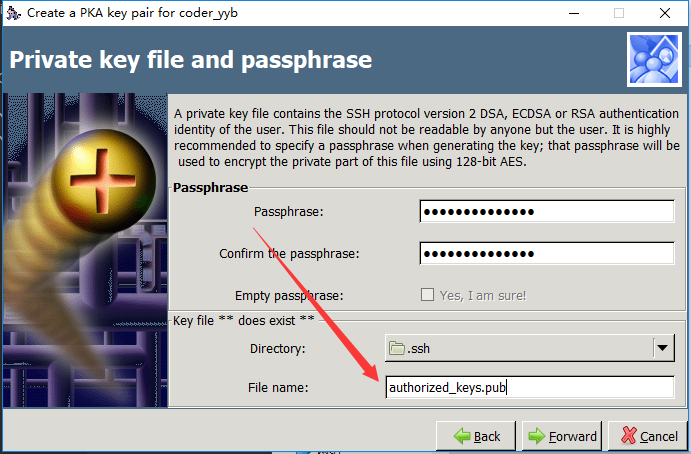 Create a PKA key pair for coder_yyb
Private key file and passphrase
A private key file contains the SSH protocol version 2 DSA, ECDSA or RSA authentication
identity of the user. This file should not be readable by anyone but the user. It is highly
recommended to specify a passphrase when generating the key; that passphrase will be
used to encrypt the private part of this file using 128-bit AES.
Passphrase
Passphrase: ●●●●●●●●●●●●●●
Confirm the passphrase: ●●●●●●●●●●●●●●
Empty passphrase: Yes, I am sure!
Key file ** does exist **
Directory: .ssh
File name: authorized_keys.pub
Back Forward Cancel